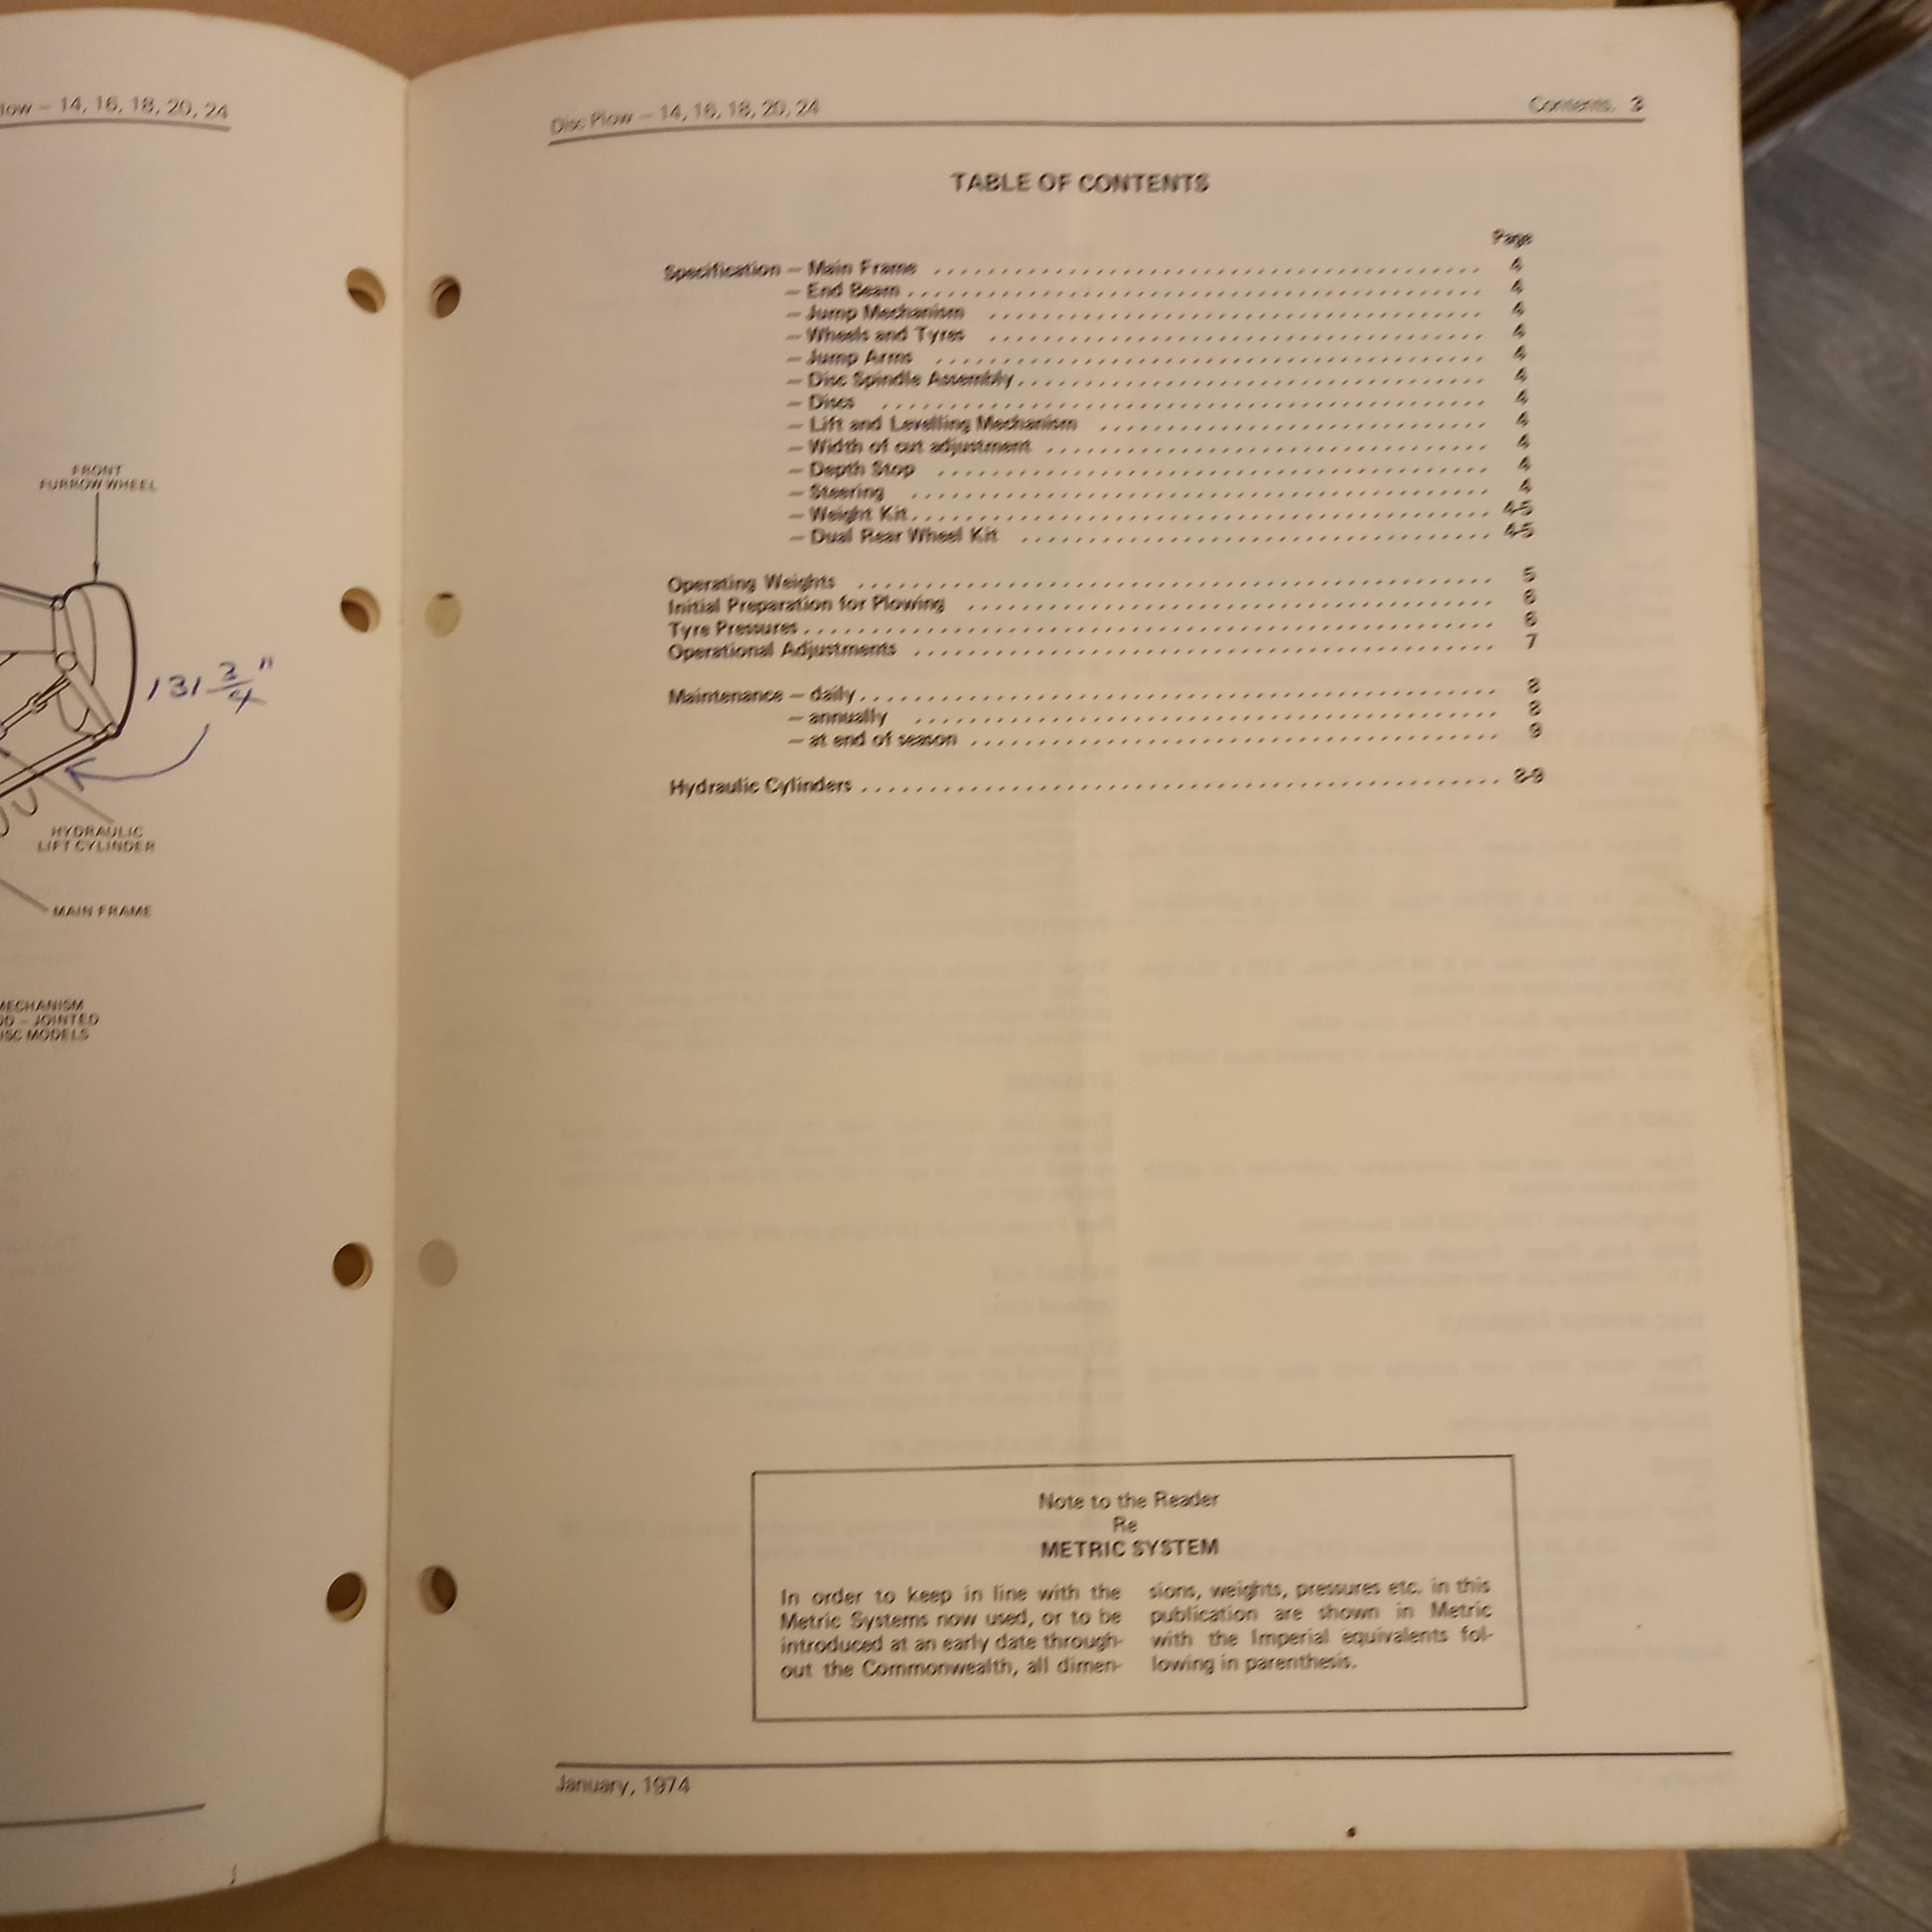 low – 14, 16, 18, 20, 24
FRONT
FURROW WHEEL
131 3/4"
HYDRAULIC
LIFT CYLINDER
MAIN FRAME
MECHANISM
– JOINTED
DISC MODELS
Disc Plow – 14, 16, 18, 20, 24 Contents. 3
TABLE OF CONTENTS
Page
Specification – Main Frame 4
– End Beam 4
– Jump Mechanism 4
– Wheels and Tyres 4
– Jump Arms 4
– Disc Spindle Assembly 4
– Discs 4
– Lift and Levelling Mechanism 4
– Width of cut adjustment 4
– Depth Stop 4
– Steering 4
– Weight Kit 4-5
– Dual Rear Wheel Kit 4-5
Operating Weights 5
Initial Preparation for Plowing 6
Tyre Pressures 6
Operational Adjustments 7
Maintenance – daily 8
– annually 8
– at end of season 9
Hydraulic Cylinders 8-9
Note to the Reader
Re
METRIC SYSTEM
In order to keep in line with the
Metric Systems now used, or to be
introduced at an early date through-
out the Commonwealth, all dimen-
sions, weights, pressures etc. in this
publication are shown in Metric
with the Imperial equivalents fol-
lowing in parenthesis.
January, 1974